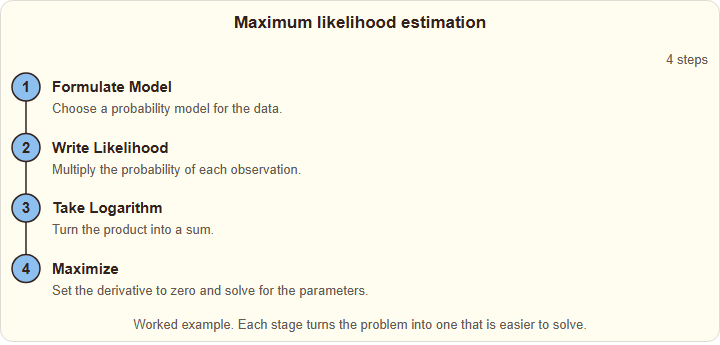 Maximum likelihood estimation
4 steps
1 Formulate Model
Choose a probability model for the data.
2 Write Likelihood
Multiply the probability of each observation.
3 Take Logarithm
Turn the product into a sum.
4 Maximize
Set the derivative to zero and solve for the parameters.
Worked example. Each stage turns the problem into one that is easier to solve.